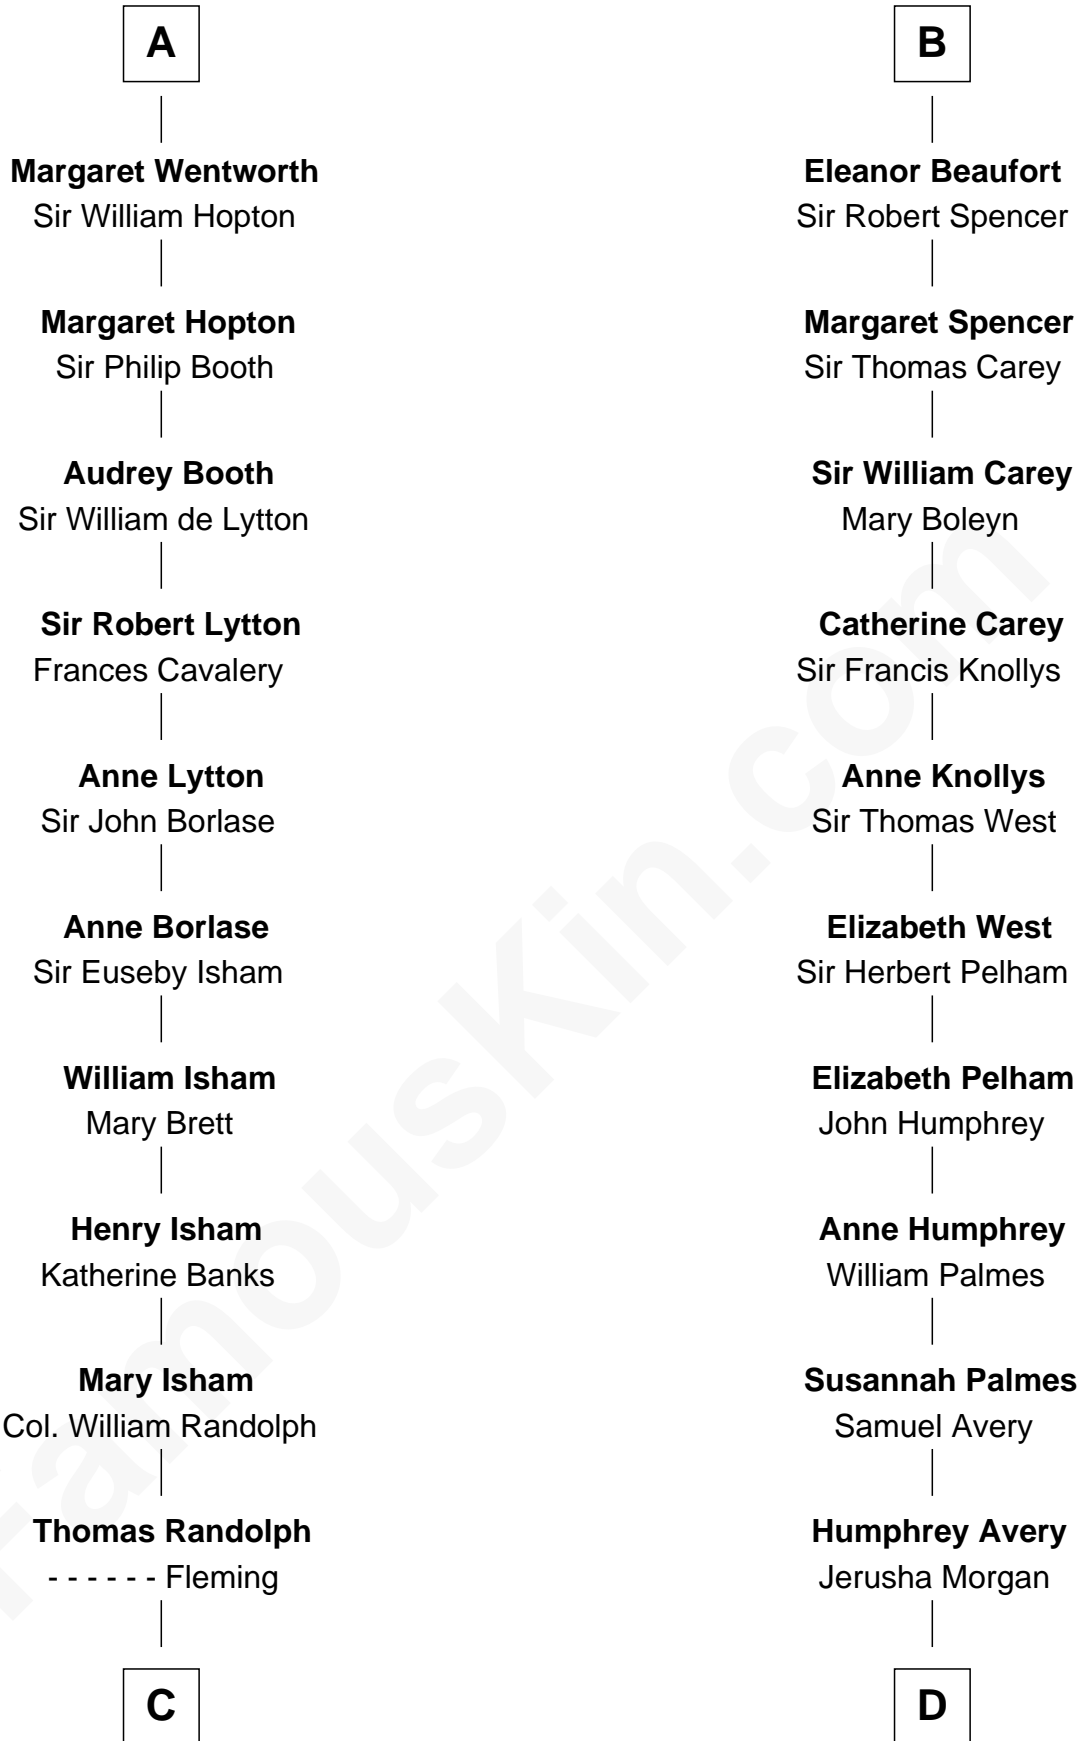 A
Margaret Wentworth
Sir William Hopton
Margaret Hopton
Sir Philip Booth
Audrey Booth
Sir William de Lytton
Sir Robert Lytton
Frances Cavalery
Anne Lytton
Sir John Borlase
Anne Borlase
Sir Euseby Isham
William Isham
Mary Brett
Henry Isham
Katherine Banks
Mary Isham
Col. William Randolph
Thomas Randolph
- - - - - - Fleming
C
B
Eleanor Beaufort
Sir Robert Spencer
Margaret Spencer
Sir Thomas Carey
Sir William Carey
Mary Boleyn
Catherine Carey
Sir Francis Knollys
Anne Knollys
Sir Thomas West
Elizabeth West
Sir Herbert Pelham
Elizabeth Pelham
John Humphrey
Anne Humphrey
William Palmes
Susannah Palmes
Samuel Avery
Humphrey Avery
Jerusha Morgan
D
FamousKin.com